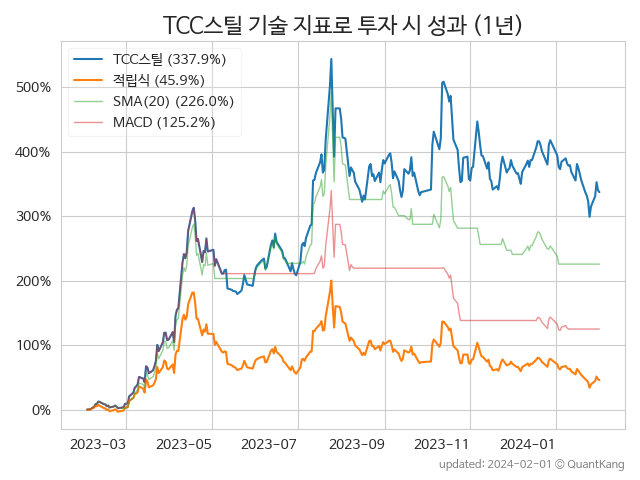 TCC스틸 기술 지표로 투자 시 성과 (1년)
TCC스틸 (337.9%)
적립식 (45.9%)
SMA(20) (226.0%)
MACD (125.2%)
500%
400%
300%
200%
100%
0%
2023-03 2023-05 2023-07 2023-09 2023-11 2024-01
updated: 2024-02-01 © QuantKang